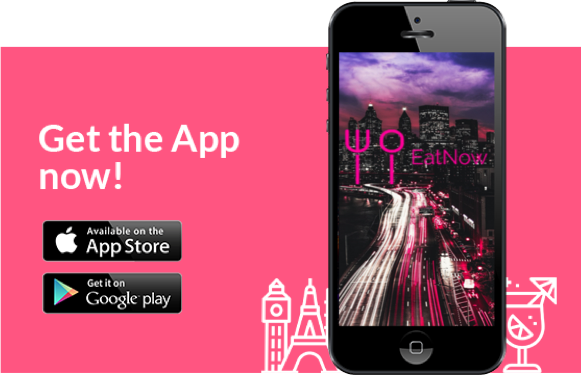 Get the App
now!
Available on the
App Store
Get it on
Google play
EatNow